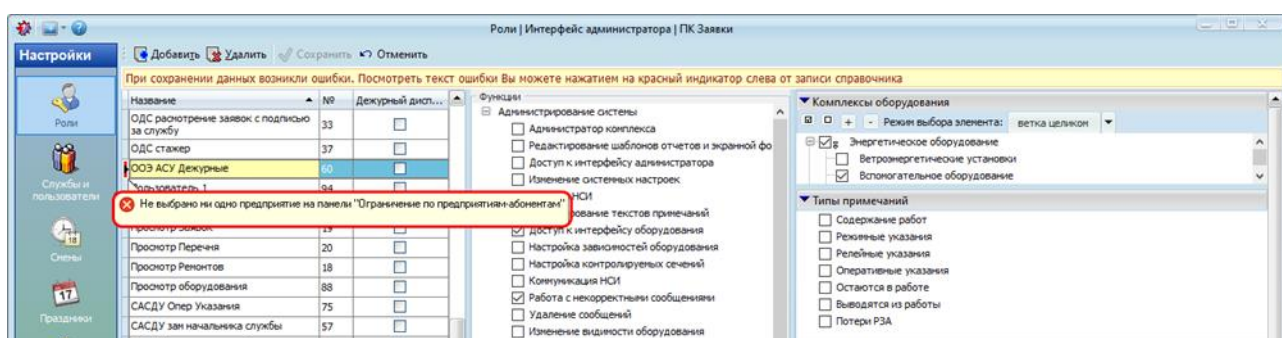 Роли | Интерфейс администратора | ПК Заявки
Настройки
Добавить Удалить Сохранить Отменить
При сохранении данных возникли ошибки. Посмотреть текст ошибки Вы можете нажатием на красный индикатор слева от записи справочника
Роли
Службы и
пользователи
Смены
18
17
Праздники
Название № Дежурный дисп...
ОДС расмотрение заявок с подписью
за службу 33
ОДС стажер 37
ООЭ АСУ Дежурные 60
Пользователь 1 94
Не выбрано ни одно предприятие на панели "Ограничение по предприятиям-абонентам"
Просмотр Заявок 19
Просмотр Перечня 20
Просмотр Ремонтов 18
Просмотр оборудования 88
САСДУ Опер Указания 75
САСДУ зам начальника службы 57
Функции
Администрирование системы
Администратор комплекса
Редактирование шаблонов отчетов и экранной фо
Доступ к интерфейсу администратора
Изменение системных настроек
НСИ
текстов примечаний
Доступ к интерфейсу оборудования
Настройка зависимостей оборудования
Настройка контролируемых сечений
Коммуникация НСИ
Работа с некорректными сообщениями
Удаление сообщений
Изменение видимости оборудования
Комплексы оборудования
Режим выбора элемента: ветка целиком
Энергетическое оборудование
Ветроэнергетические установки
Вспомогательное оборудование
Типы примечаний
Содержание работ
Режимные указания
Релейные указания
Оперативные указания
Остаются в работе
Выводятся из работы
Потери РЗА